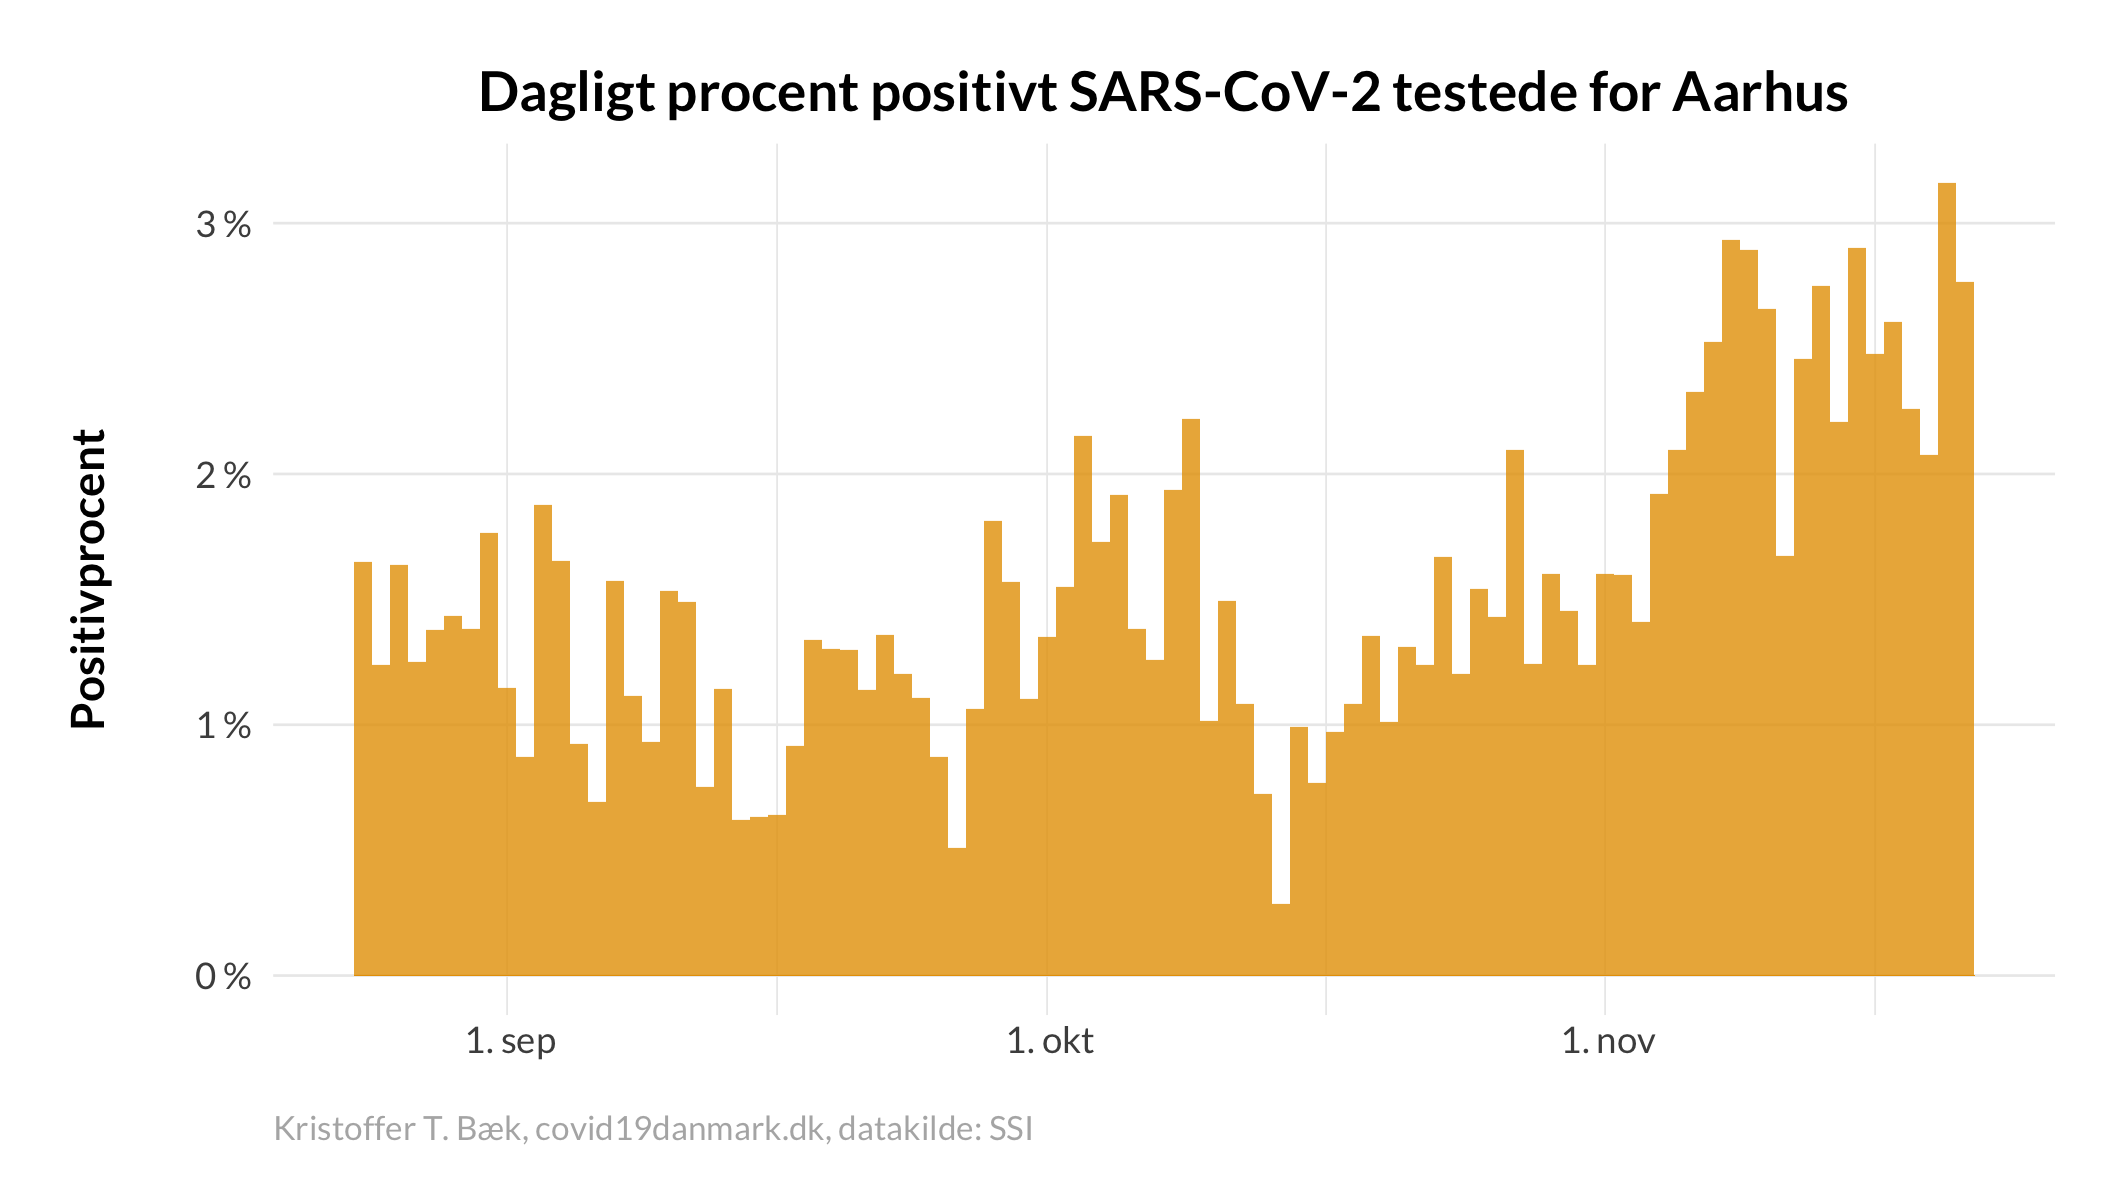 Dagligt procent positivt SARS-CoV-2 testede for Aarhus
Positivprocent
3 %
2 %
1 %
0 %
1. sep
1. okt
1. nov
Kristoffer T. Bæk, covid19danmark.dk, datakilde: SSI